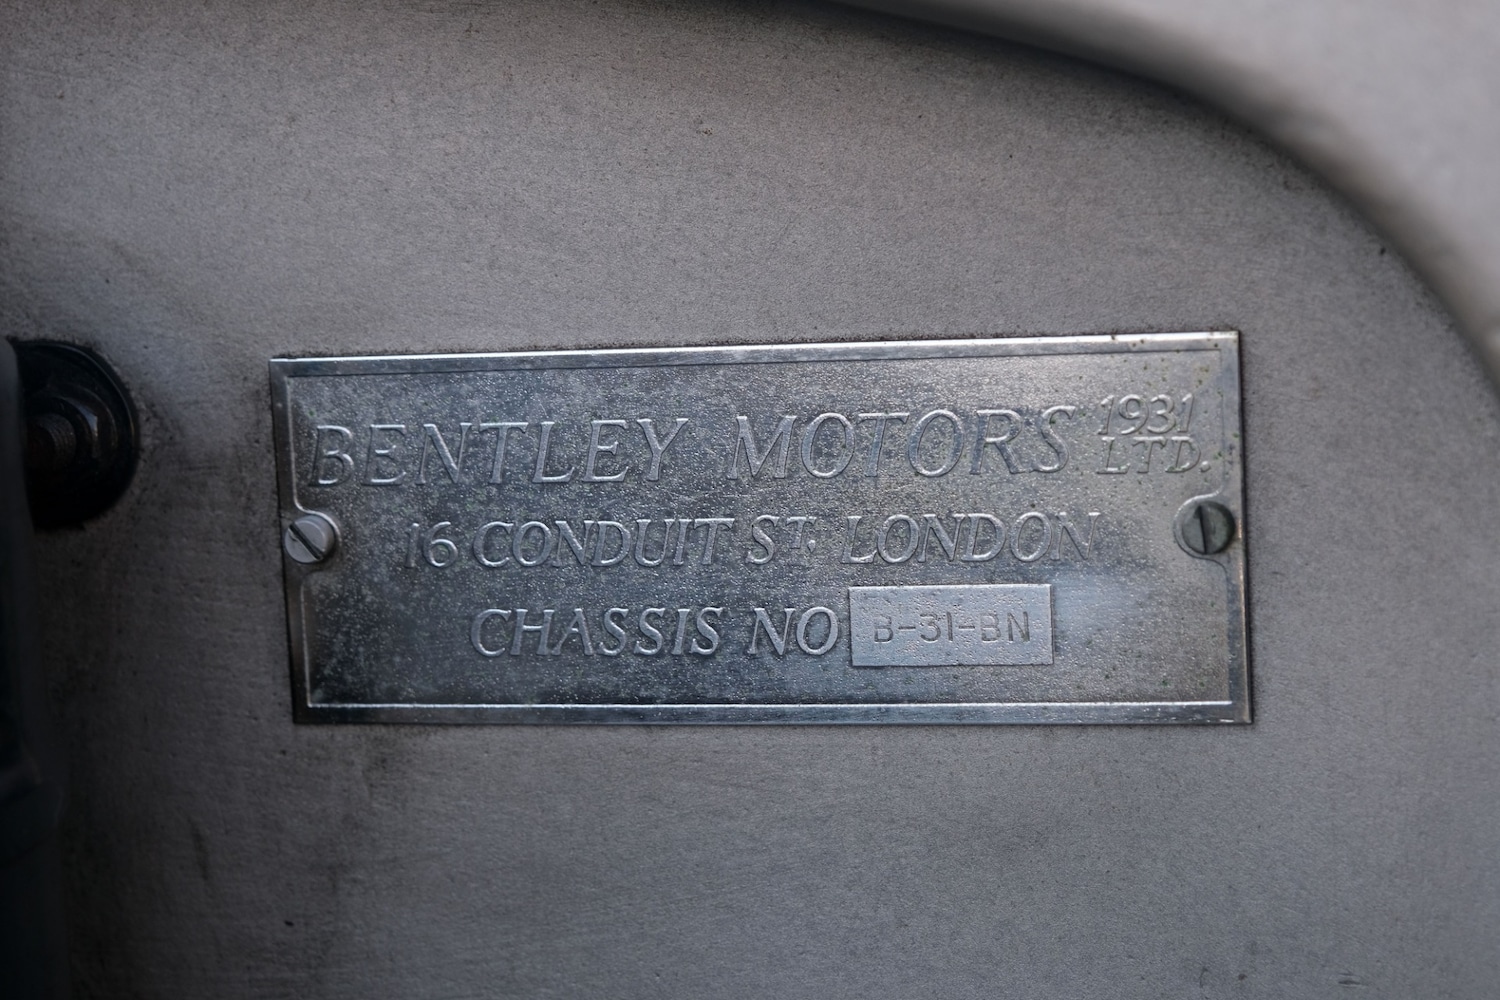 BENTLEY MOTORS 1931 LTD.
16 CONDUIT ST. LONDON
CHASSIS NO B-31-BN